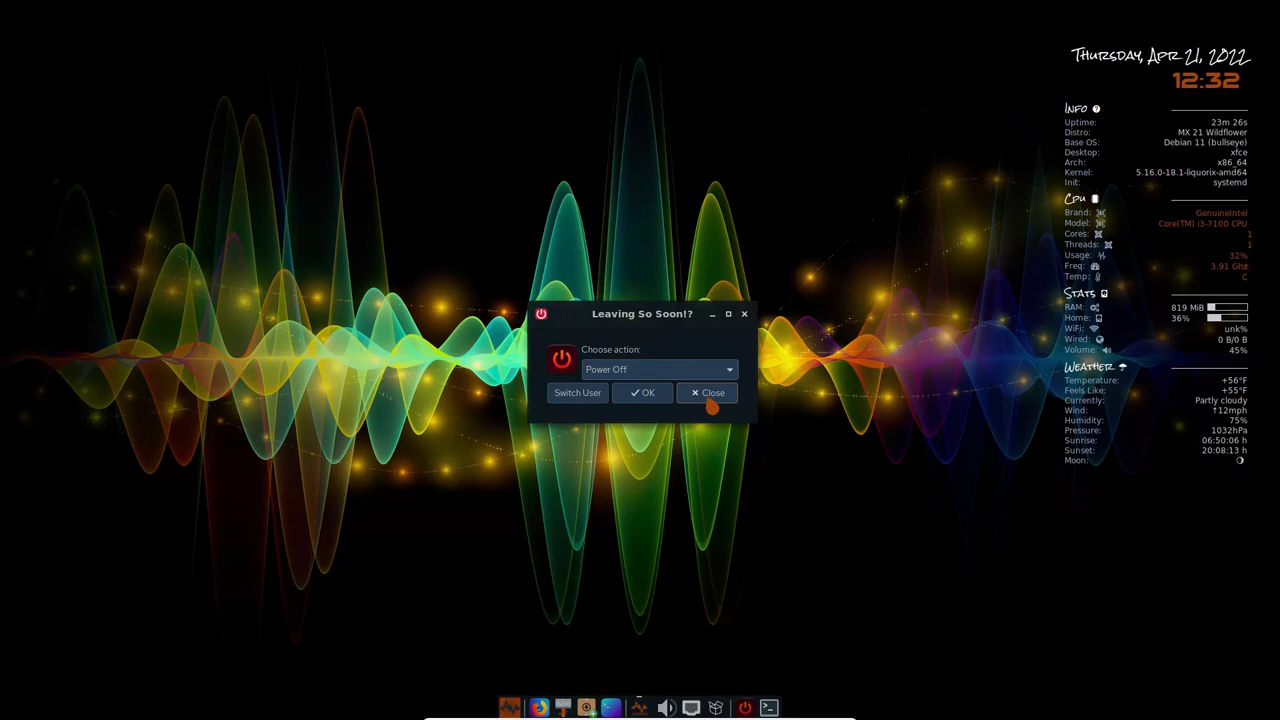 Thursday, Apr 21, 2022
12:32
Info
Uptime: 23m 26s
Distro: MX 21 Wildflower
Base OS: Debian 11 (bullseye)
Desktop: xfce
Arch: x86_64
Kernel: 5.16.0-18.1-liquorix-amd64
Init: systemd
Cpu
Brand: GenuineIntel
Model: Core(TM) i3-7100 CPU
Cores: 1
Threads: 1
Usage: 32%
Freq: 3.91 Ghz
Temp: C
Stats
RAM: 819 MiB
Home: 36%
WiFi: unk%
Wired: 0 B/0 B
Volume: 45%
Weather
Temperature: +56°F
Feels Like: +55°F
Currently: Partly cloudy
Wind: ↑12mph
Humidity: 75%
Pressure: 1032hPa
Sunrise: 06:50:06 h
Sunset: 20:08:13 h
Moon:
Leaving So Soon!?
Choose action:
Power Off
Switch User OK Close